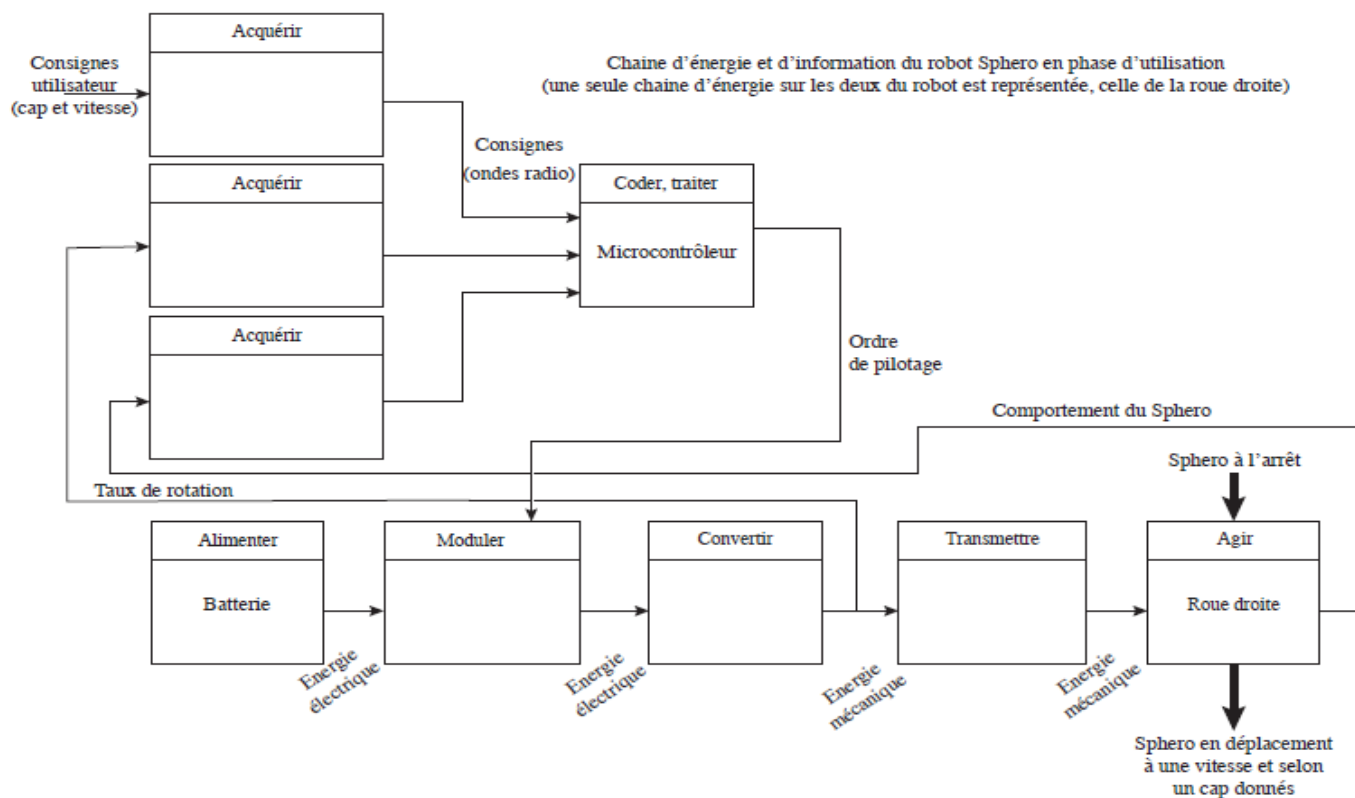 Acquérir
Chaine d'énergie et d'information du robot Sphero en phase d'utilisation
(une seule chaine d'énergie sur les deux du robot est représentée, celle de la roue droite)
Consignes
utilisateur
(cap et vitesse)
Consignes
(ondes radio)
Acquérir
Coder, traiter
Microcontrôleur
Acquérir
Ordre
de pilotage
Comportement du Sphero
Sphero à l'arrêt
Taux de rotation
Alimenter
Moduler
Convertir
Transmettre
Agir
Batterie
Roue droite
Energie
électrique
Energie
électrique
Energie
mécanique
Energie
mécanique
Sphero en déplacement
à une vitesse et selon
un cap donnés